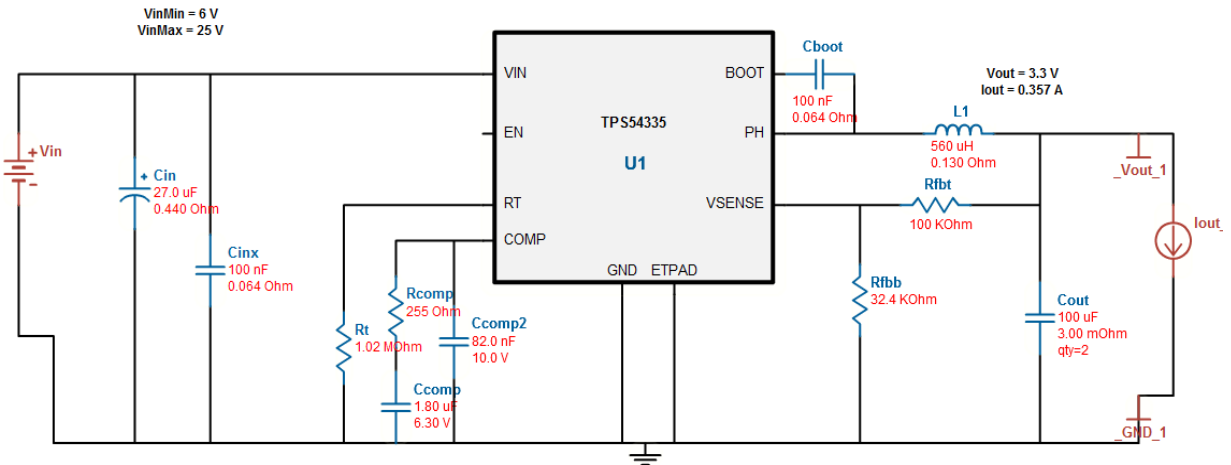 VinMin = 6 V
VinMax = 25 V
Vin
Cin
27.0 uF
0.440 Ohm
Cinx
100 nF
0.064 Ohm
Rt
1.02 MOhm
Rcomp
255 Ohm
Ccomp
1.80 uF
6.30 V
Ccomp2
82.0 nF
10.0 V
VIN
EN
RT
COMP
TPS54335
U1
GND
ETPAD
BOOT
PH
VSENSE
Cboot
100 nF
0.064 Ohm
Vout = 3.3 V
Iout = 0.357 A
L1
560 uH
0.130 Ohm
Rfbt
100 KOhm
Rfbb
32.4 KOhm
Cout
100 uF
3.00 mOhm
qty=2
_Vout_1
Iout_
_GND_1